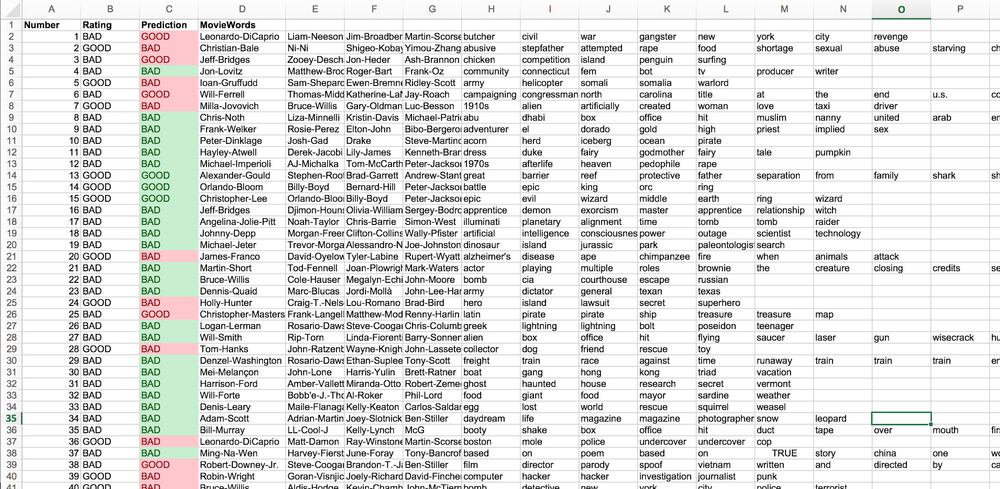 A B C D E F G H I J K L M N O P
1 Number Rating Prediction MovieWords
2 1 BAD GOOD Leonardo-DiCaprio Liam-Neeson Jim-Broadber Martin-Scorse butcher civil war gangster new york city revenge
3 2 GOOD BAD Christian-Bale Ni-Ni Shigeo-Kobay Yimou-Zhang abusive stepfather attempted rape food shortage sexual abuse starving ch
4 3 BAD GOOD Jeff-Bridges Zooey-Desch Jon-Heder Ash-Brannon chicken competition island penguin surfing
5 4 BAD BAD Jon-Lovitz Matthew-Brod Roger-Bart Frank-Oz community connecticut fem bot tv producer writer
6 5 GOOD BAD Ioan-Gruffudd Sam-Shepard Ewen-Bremne Ridley-Scott army helicopter somali somalia warlord
7 6 BAD GOOD Will-Ferrell Thomas-Midd Katherine-LaN Jay-Roach campaigning congressman north carolina title at the end u.s. co
8 7 GOOD BAD Milla-Jovovich Bruce-Willis Gary-Oldman Luc-Besson 1910s alien artificially created woman love taxi driver
9 8 BAD BAD Chris-Noth Liza-Minnelli Kristin-Davis Michael-Patric abu dhabi box office hit muslim nanny united arab en
10 9 BAD BAD Frank-Welker Rosie-Perez Elton-John Bibo-Bergero adventurer el dorado gold high priest implied sex
11 10 BAD BAD Peter-Dinklage Josh-Gad Drake Steve-Martino acorn herd iceberg ocean pirate
12 11 BAD BAD Hayley-Atwell Derek-Jacobi Lily-James Kenneth-Bran dress duke fairy godmother fairy tale pumpkin
13 12 BAD BAD Michael-Imperioli AJ-Michalka Tom-McCarth Peter-Jackson 1970s afterlife heaven pedophile rape
14 13 GOOD GOOD Alexander-Gould Stephen-Root Brad-Garrett Andrew-Stant great barrier reef protective father separation from family shark sh
15 14 GOOD GOOD Orlando-Bloom Billy-Boyd Bernard-Hill Peter-Jackson battle epic king orc ring
16 15 GOOD GOOD Christopher-Lee Orlando-Bloo Billy-Boyd Peter-Jackson epic evil wizard middle earth ring wizard
17 16 BAD BAD Jeff-Bridges Djimon-Houns Olivia-William Sergey-Bodro apprentice demon exorcism master apprentice relationship witch
18 17 BAD BAD Angelina-Jolie-Pitt Noah-Taylor Chris-Barrie Simon-West illuminati planetary alignment time tomb tomb raider
19 18 BAD BAD Johnny-Depp Morgan-Freer Clifton-Collins Wally-Pfister artificial intelligence consciousnes power outage scientist technology
20 19 BAD BAD Michael-Jeter Trevor-Morga Alessandro-N Joe-Johnston dinosaur island jurassic park paleontologist search
21 20 GOOD BAD James-Franco David-Oyelow Tyler-Labine Rupert-Wyatt alzheimer's disease ape chimpanzee fire when animals attack
22 21 BAD BAD Martin-Short Tod-Fennell Joan-Plowrigh Mark-Waters actor playing multiple roles brownie the creature closing credits se
23 22 BAD BAD Bruce-Willis Cole-Hauser Megalyn-Echi John-Moore bomb cia courthouse escape russian
24 23 BAD BAD Dennis-Quaid Marc-Blucas Jordi-Mollà John-Lee-Har army dictator general texan texas
25 24 GOOD BAD Holly-Hunter Craig-T.-Nels Lou-Romano Brad-Bird hero island lawsuit secret superhero
26 25 BAD GOOD Christopher-Masters Frank-Langell Matthew-Mod Renny-Harlin latin pirate pirate ship treasure treasure map
27 26 BAD BAD Logan-Lerman Rosario-Daws Steve-Coogan Chris-Columb greek lightning lightning bolt poseidon teenager
28 27 BAD BAD Will-Smith Rip-Torn Linda-Fiorenti Barry-Sonnen alien box office hit flying saucer laser gun wisecrack hu
29 28 GOOD BAD Tom-Hanks John-Ratzenb Wayne-Knigh John-Lassete collector dog friend rescue toy
30 29 BAD BAD Denzel-Washington Rosario-Daws Ethan-Suplee Tony-Scott freight train race against time runaway train train train en
31 30 BAD BAD Mei-Melançon John-Lone Harris-Yulin Brett-Ratner boat gang hong kong triad vacation
32 31 BAD BAD Harrison-Ford Amber-Vallett Miranda-Otto Robert-Zeme ghost haunted house research secret vermont
33 32 BAD BAD Will-Forte Bobb'e-J.-Tho Al-Roker Phil-Lord food giant food mayor sardine weather
34 33 BAD BAD Denis-Leary Maile-Flanaga Kelly-Keaton Carlos-Saldar egg lost world rescue squirrel weasel
35 34 BAD BAD Adam-Scott Adrian-Martin Joey-Slotnick Ben-Stiller daydream life magazine magazine photographer snow leopard
36 35 BAD BAD Bill-Murray LL-Cool-J Kelly-Lynch McG booty shake box office hit duct tape over mouth firs
37 36 GOOD BAD Leonardo-DiCaprio Matt-Damon Ray-Winstone Martin-Scorse boston mole police undercover undercover cop
38 37 BAD BAD Ming-Na-Wen Harvey-Fierst June-Foray Tony-Bancrof based on poem based on TRUE story china one wo
39 38 BAD GOOD Robert-Downey-Jr. Steve-Coogan Brandon-T.-Ja Ben-Stiller film director parody spoof vietnam written and directed by ca
40 39 GOOD BAD Robin-Wright Goran-Visnjic Joely-Richard David-Fincher computer hacker hacker investigation journalist punk
41 40 GOOD BAD Bruce-Willis Aldis-Hodge Kevin-Chamb John-McTiern bomb detective new york city police terrorist